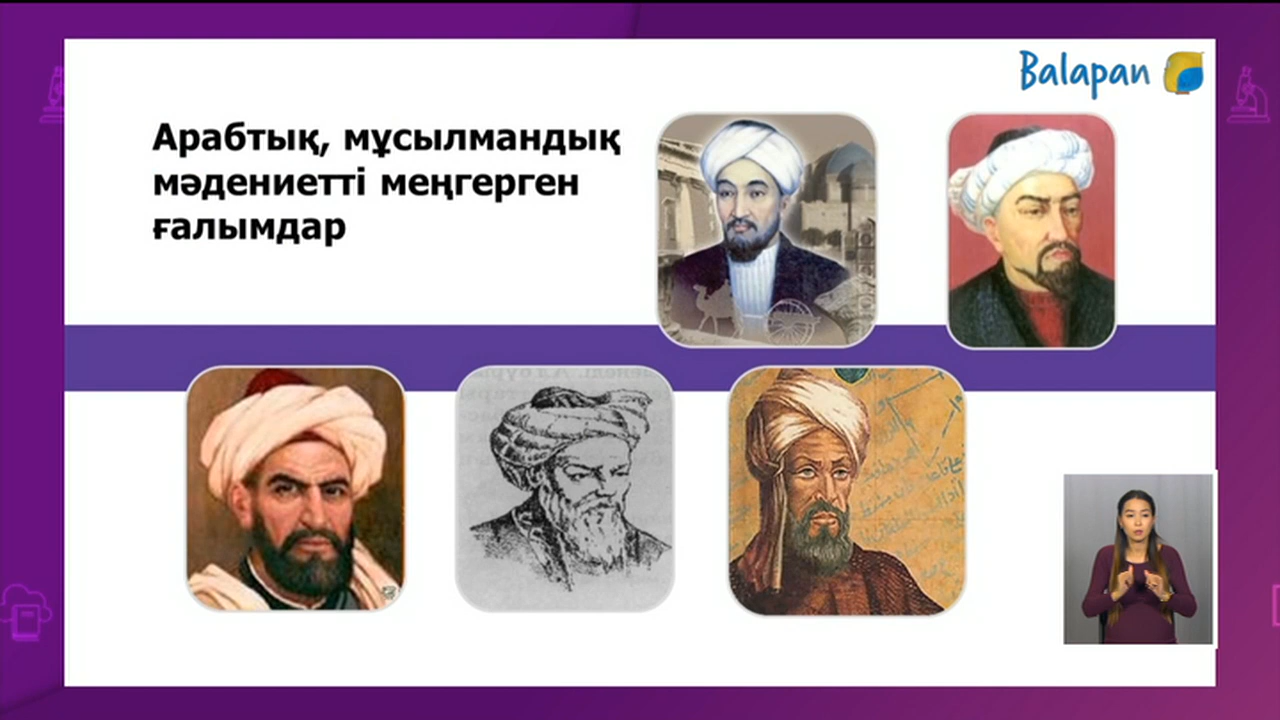 Balapan
Арабтық, мұсылмандық
мәдениетті меңгерген
ғалымдар